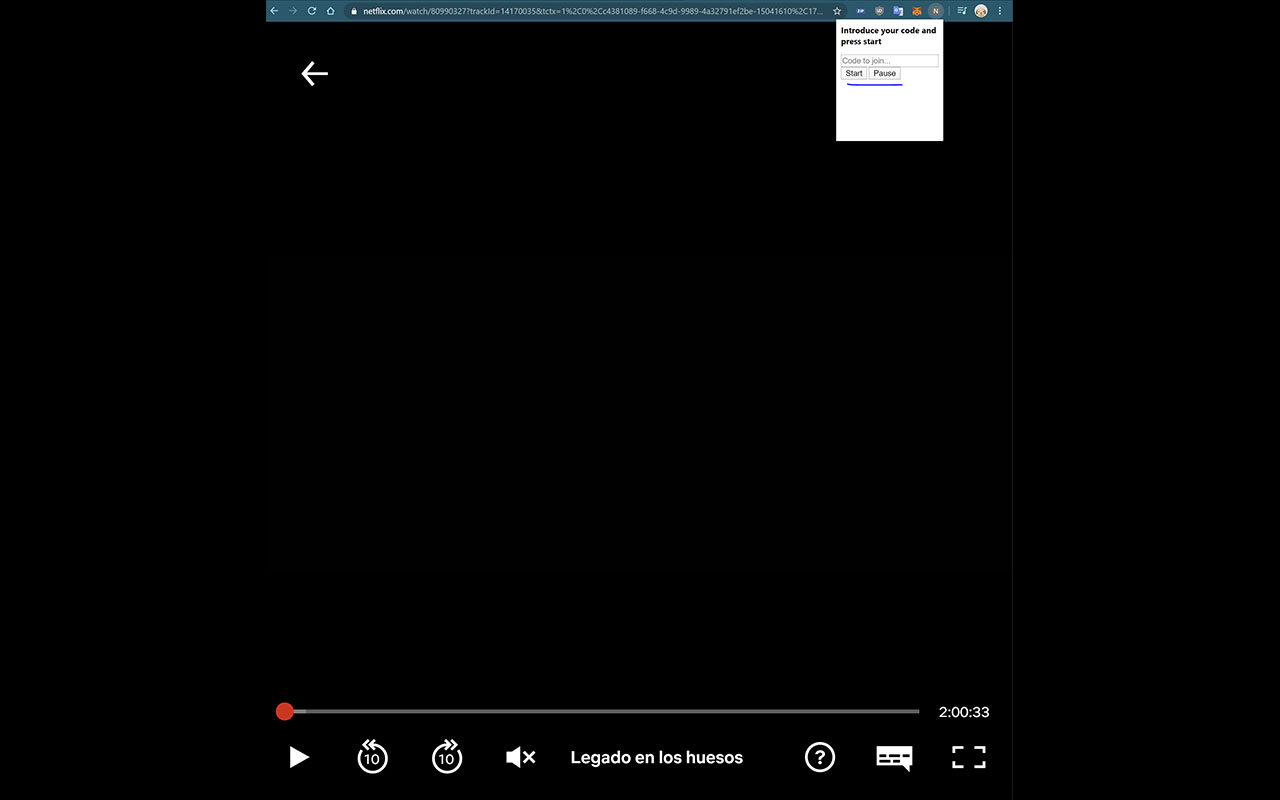 netflix.com/watch/80990327?trackId=14170035&tctx=1%2C0%2Cc4381089-f668-4c9d-9989-4a32791ef2be-15041610%2C17...
N
Introduce your code and
press start
Code to join...
Start Pause
2:00:33
10 10 Legado en los huesos ?